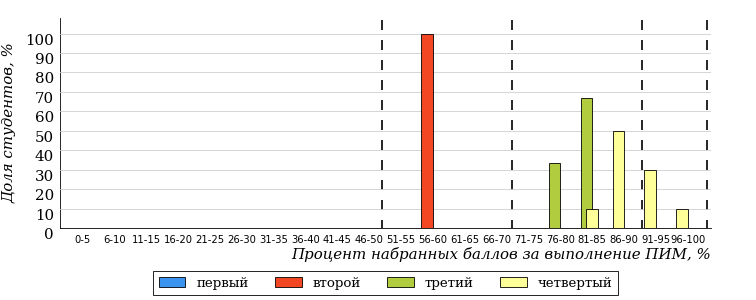 Доля студентов, %
100
90
80
70
60
50
40
30
20
10
0
0-5 6-10 11-15 16-20 21-25 26-30 31-35 36-40 41-45 46-50 51-55 56-60 61-65 66-70 71-75 76-80 81-85 86-90 91-95 96-100
Процент набранных баллов за выполнение ПИМ, %
первый второй третий четвертый